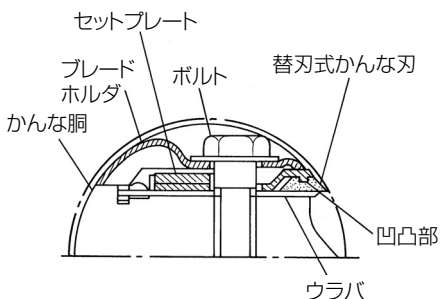 セットプレート
ブレード
ホルダ
ボルト
替刃式かんな刃
かんな胴
凹凸部
ウラバ